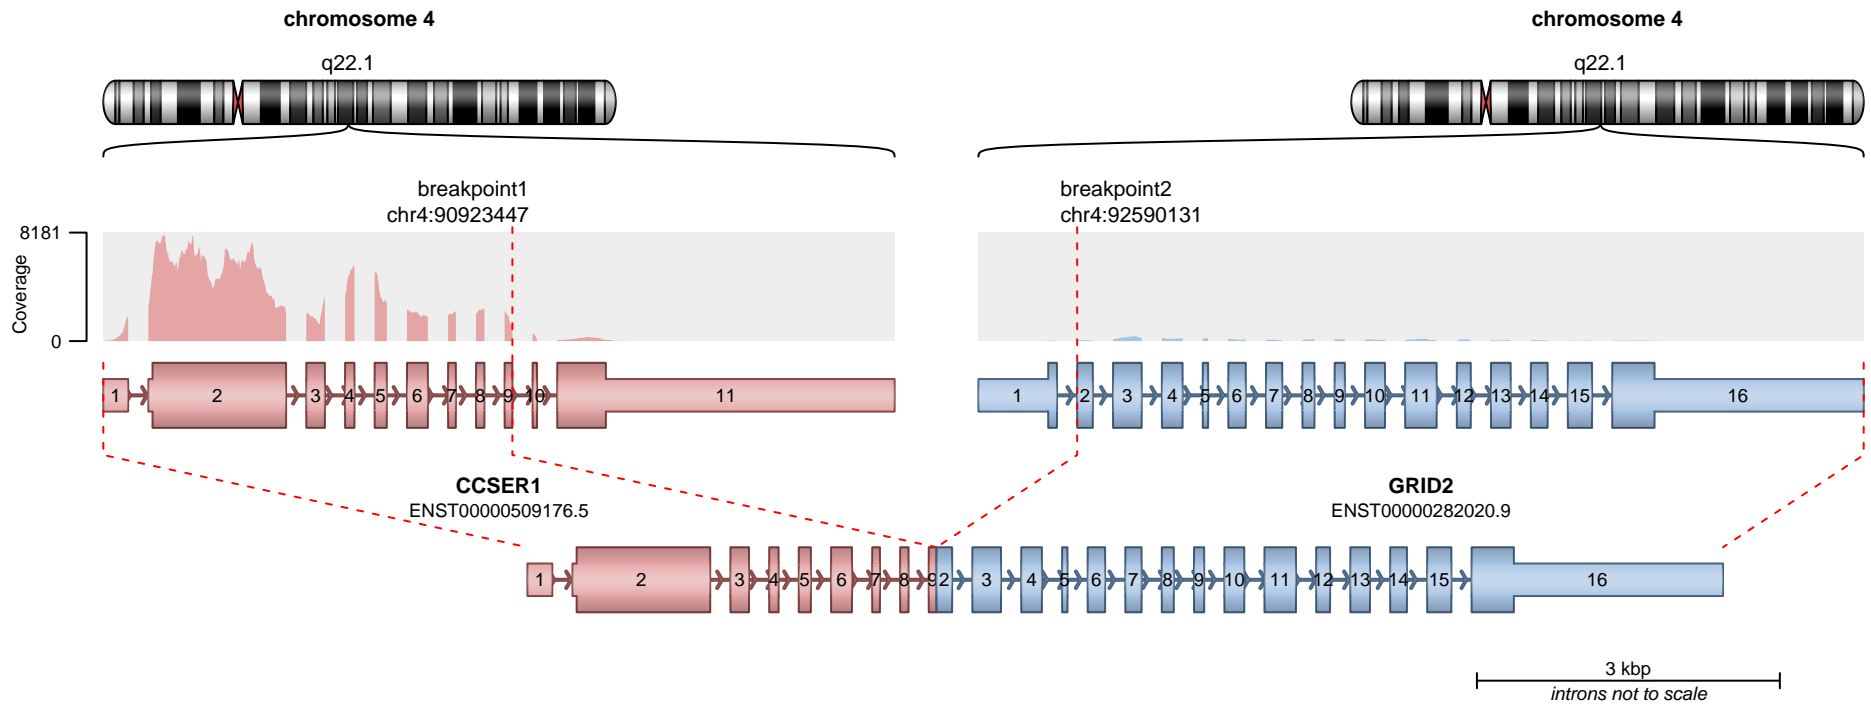 chromosome 4
chromosome 4
q22.1
q22.1
breakpoint1
chr4:90923447
breakpoint2
chr4:92590131
8181
Coverage
0
1 2 3 4 5 6 7 8 9 10 11
1 2 3 4 5 6 7 8 9 10 11 12 13 14 15 16
CCSER1
ENST00000509176.5
GRID2
ENST00000282020.9
1 2 3 4 5 6 7 8 9 2 3 4 5 6 7 8 9 10 11 12 13 14 15 16
3 kbp
introns not to scale